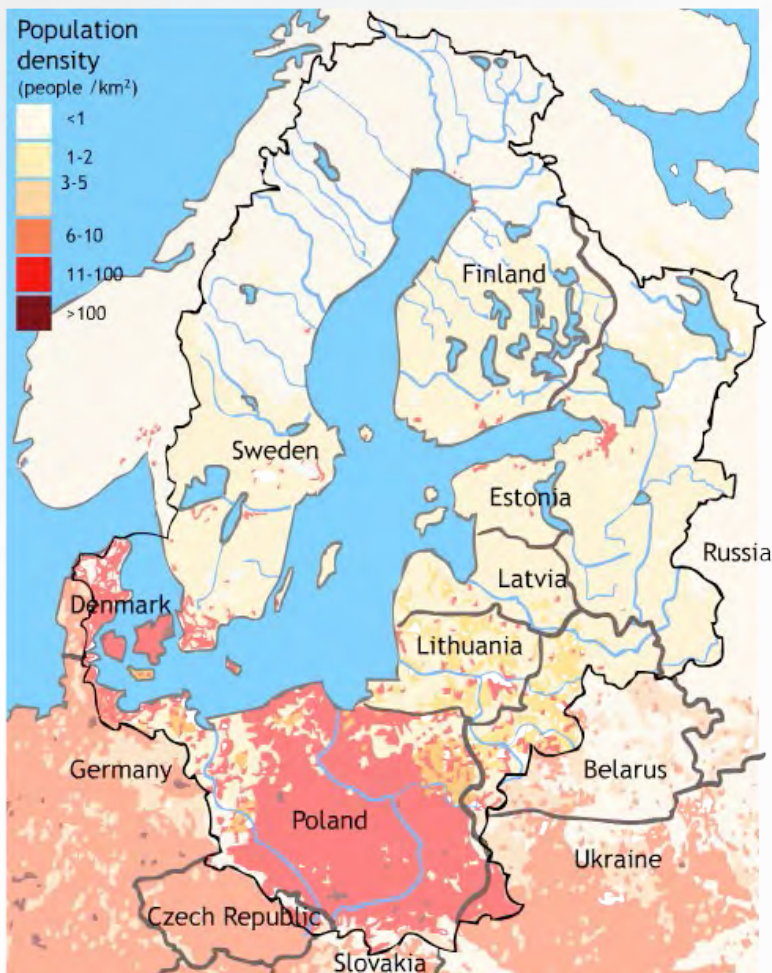 Population
density
(people /km²)
<1
1-2
3-5
6-10
11-100
>100
Finland
Sweden
Estonia
Russia
Latvia
Denmark
Lithuania
Germany
Belarus
Poland
Ukraine
Czech Republic
Slovakia